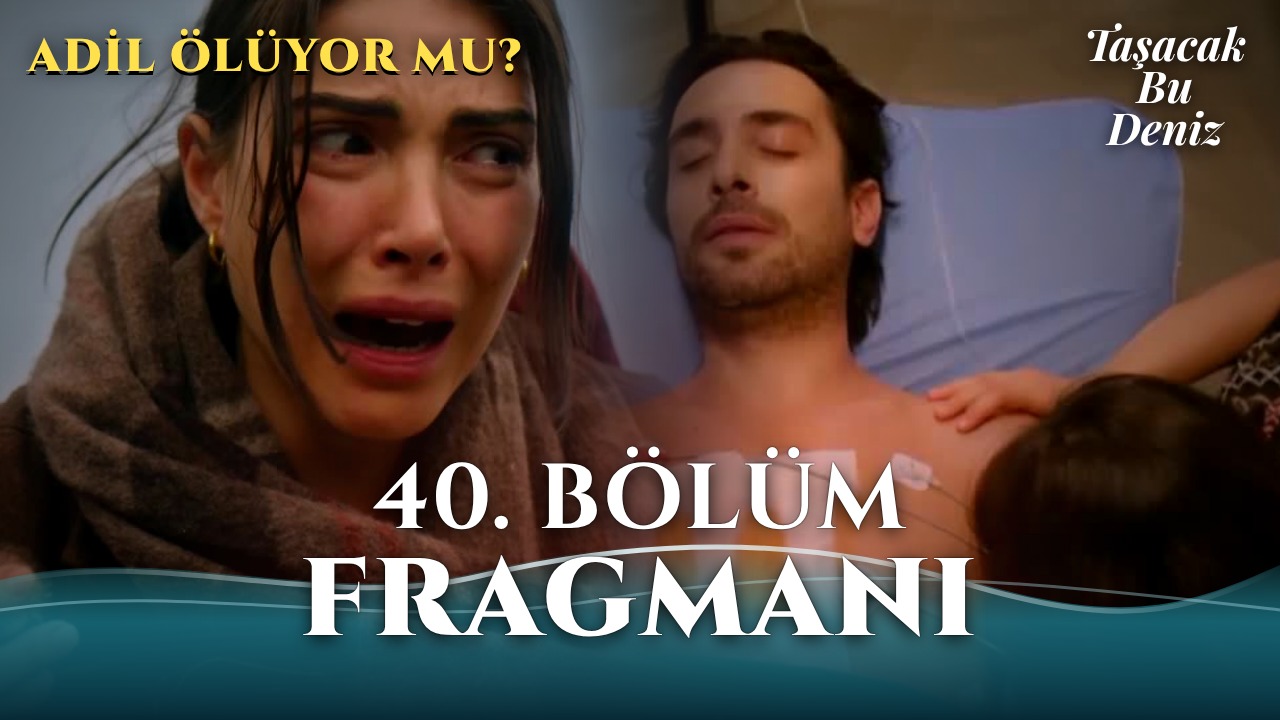 ADİL ÖLÜYOR MU?
Taşacak
Bu
Deniz
40. BÖLÜM
FRAGMANI